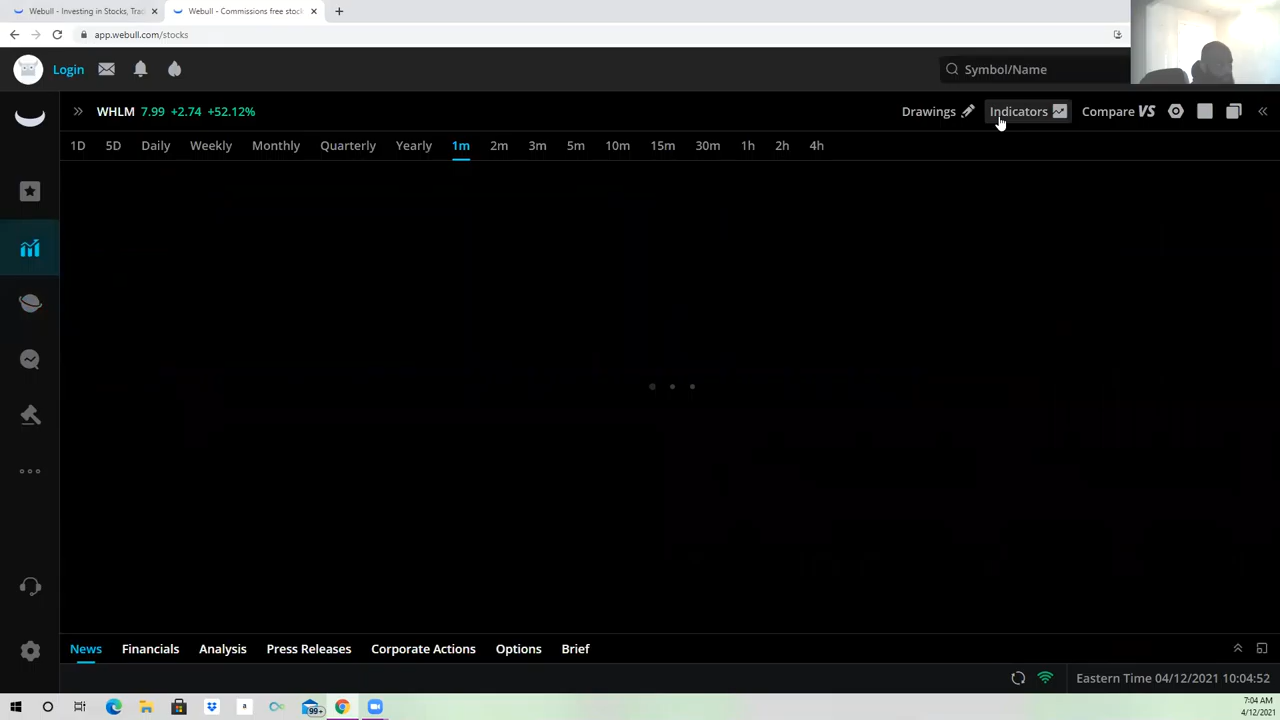 Webull - Investing in Stocks, Trad
Webull - Commissions free stock
app.webull.com/stocks
Login
Symbol/Name
WHLM 7.99 +2.74 +52.12%
Drawings
Indicators
Compare VS
1D 5D Daily Weekly Monthly Quarterly Yearly 1m 2m 3m 5m 10m 15m 30m 1h 2h 4h
News Financials Analysis Press Releases Corporate Actions Options Brief
Eastern Time 04/12/2021 10:04:52
a
99+
7:04 AM
4/12/2021